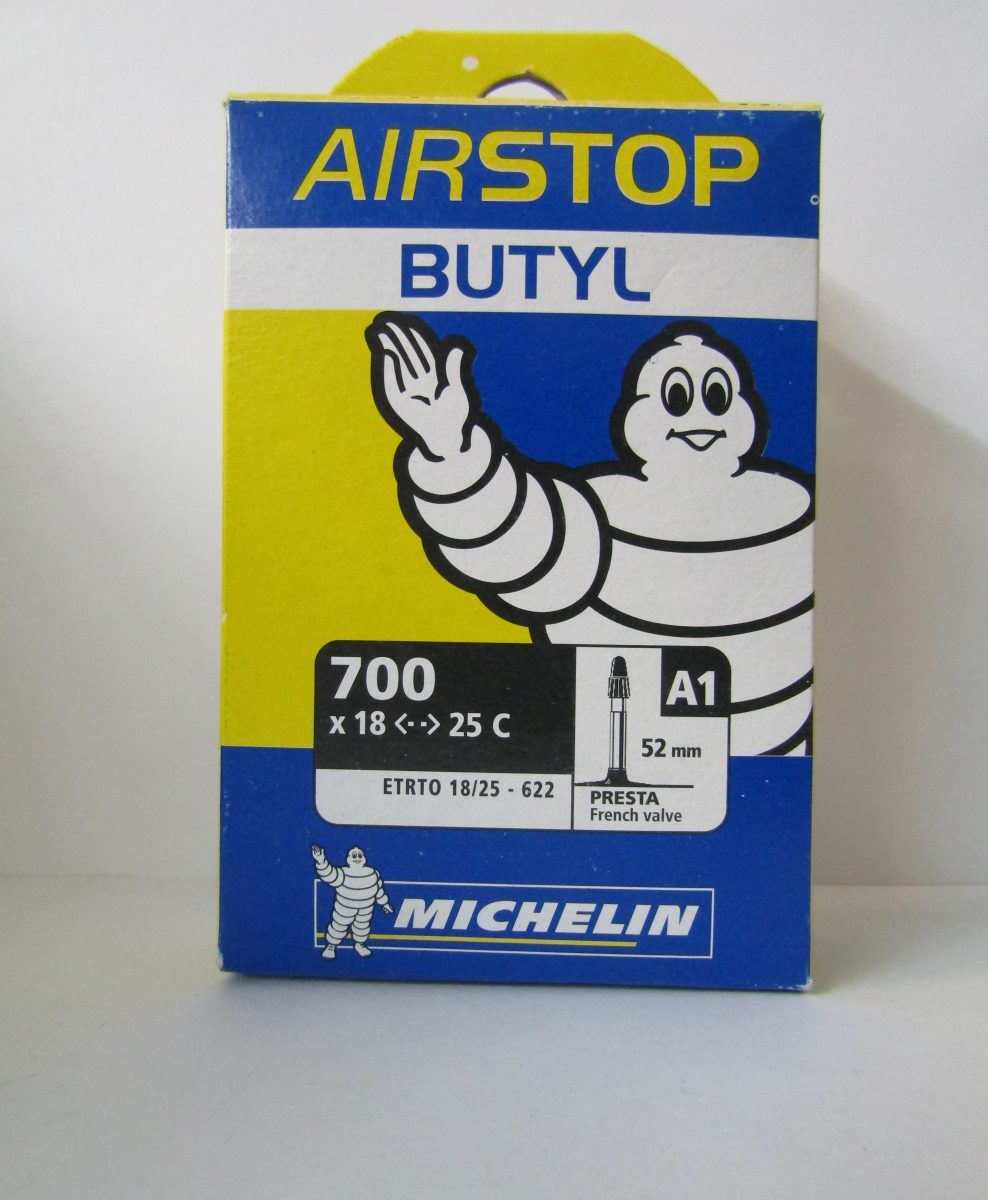 AIRSTOP
BUTYL
700
x 18 <--> 25 C
ETRTO 18/25 - 622
A1
52 mm
PRESTA
French valve
MICHELIN